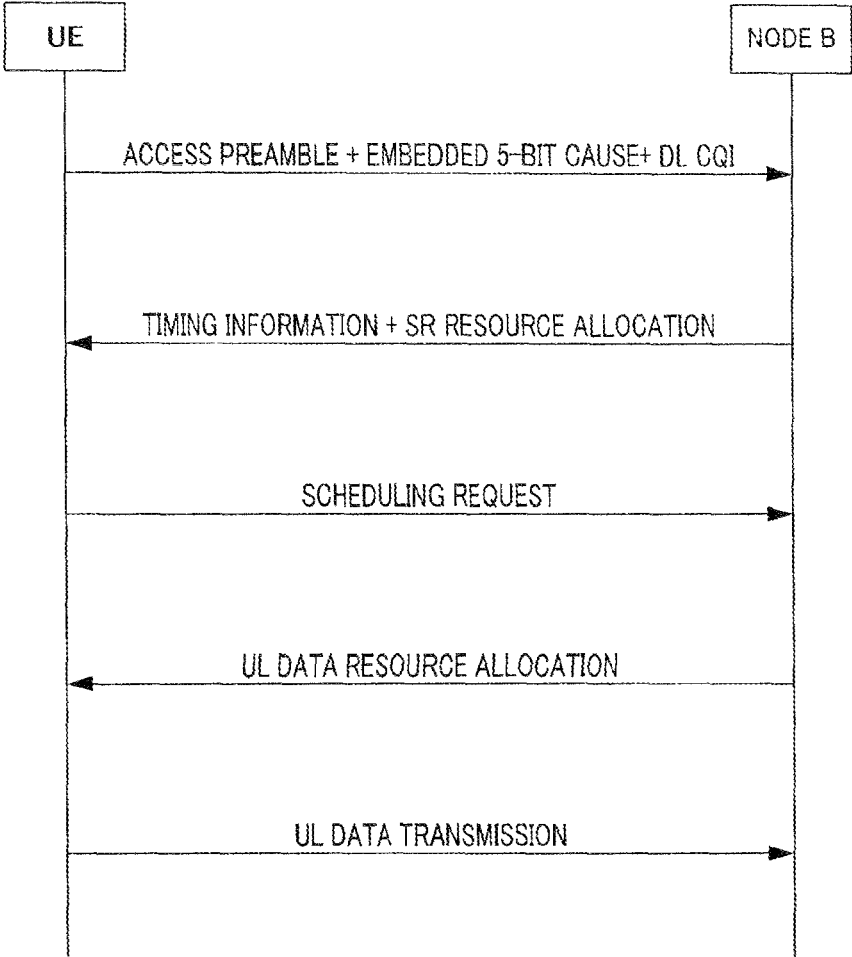 UE
NODE B
ACCESS PREAMBLE + EMBEDDED 5-BIT CAUSE+ DL CQI
TIMING INFORMATION + SR RESOURCE ALLOCATION
SCHEDULING REQUEST
UL DATA RESOURCE ALLOCATION
UL DATA TRANSMISSION